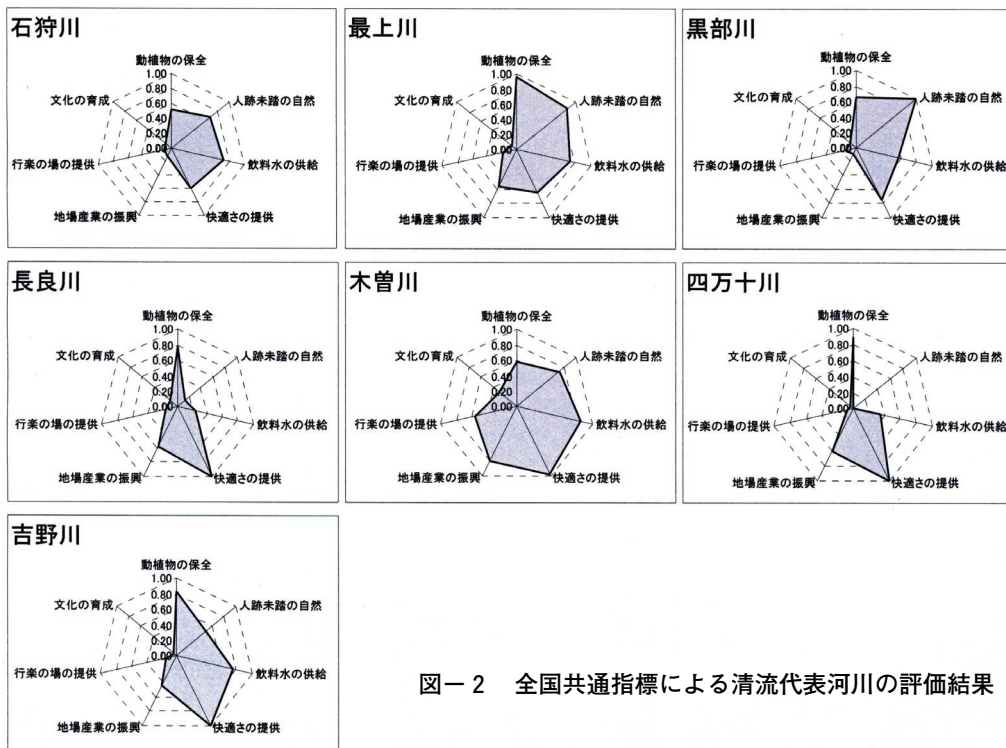 石狩川
動植物の保全
1.00
0.80
0.60
0.40
0.20
0.00
人跡未踏の自然
飲料水の供給
快適さの提供
地場産業の振興
行楽の場の提供
文化の育成
最上川
動植物の保全
1.00
0.80
0.60
0.40
0.20
0.00
人跡未踏の自然
飲料水の供給
快適さの提供
地場産業の振興
行楽の場の提供
文化の育成
黒部川
動植物の保全
1.00
0.80
0.60
0.40
0.20
0.00
人跡未踏の自然
飲料水の供給
快適さの提供
地場産業の振興
行楽の場の提供
文化の育成
長良川
動植物の保全
1.00
0.80
0.60
0.40
0.20
0.00
人跡未踏の自然
飲料水の供給
快適さの提供
地場産業の振興
行楽の場の提供
文化の育成
木曽川
動植物の保全
1.00
0.80
0.60
0.40
0.20
0.00
人跡未踏の自然
飲料水の供給
快適さの提供
地場産業の振興
行楽の場の提供
文化の育成
四万十川
動植物の保全
1.00
0.80
0.60
0.40
0.20
0.00
人跡未踏の自然
飲料水の供給
快適さの提供
地場産業の振興
行楽の場の提供
文化の育成
吉野川
動植物の保全
1.00
0.80
0.60
0.40
0.20
0.00
人跡未踏の自然
飲料水の供給
快適さの提供
地場産業の振興
行楽の場の提供
文化の育成
図ー2 全国共通指標による清流代表河川の評価結果